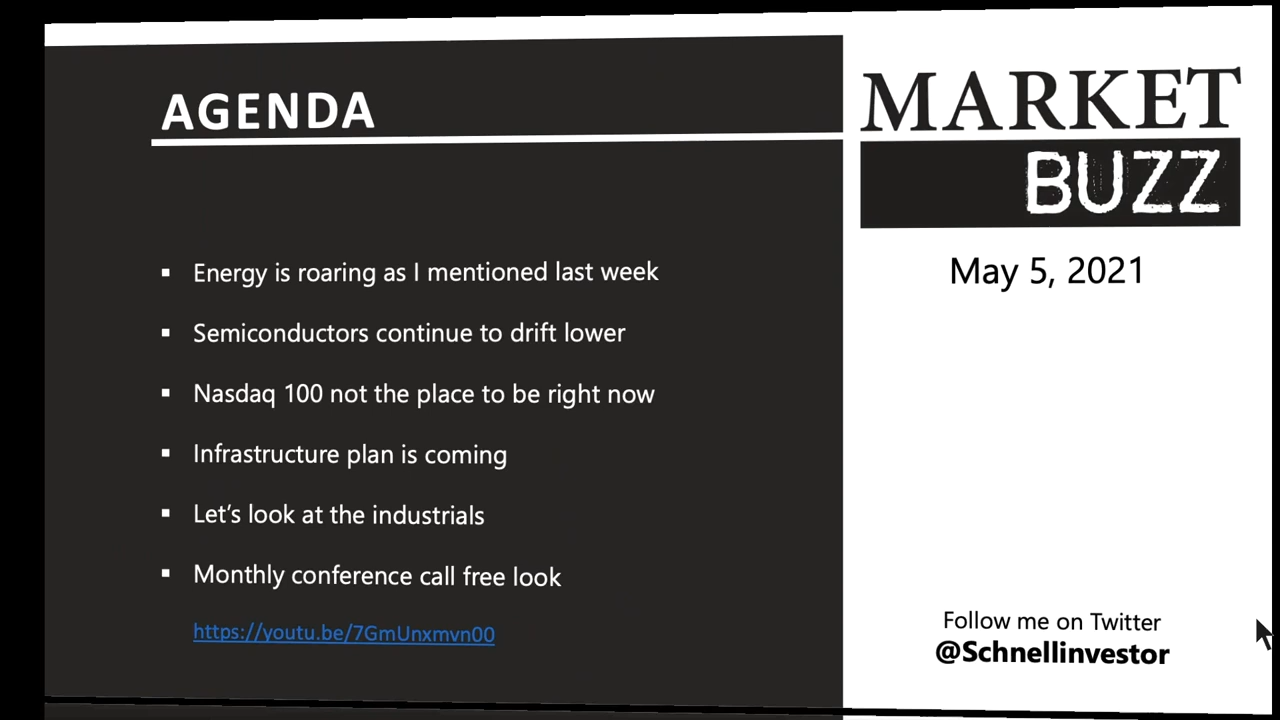 AGENDA
Energy is roaring as I mentioned last week
Semiconductors continue to drift lower
Nasdaq 100 not the place to be right now
Infrastructure plan is coming
Let's look at the industrials
Monthly conference call free look
https://youtu.be/7GmUnxmvn00
MARKET
BUZZ
May 5, 2021
Follow me on Twitter
@Schnellinvestor